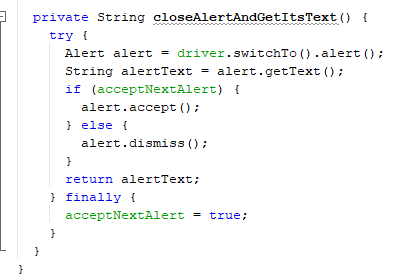 private String closeAlertAndGetItsText() {
try {
Alert alert = driver.switchTo().alert();
String alertText = alert.getText();
if (acceptNextAlert) {
alert.accept();
} else {
alert.dismiss();
}
return alertText;
} finally {
acceptNextAlert = true;
}
}
}